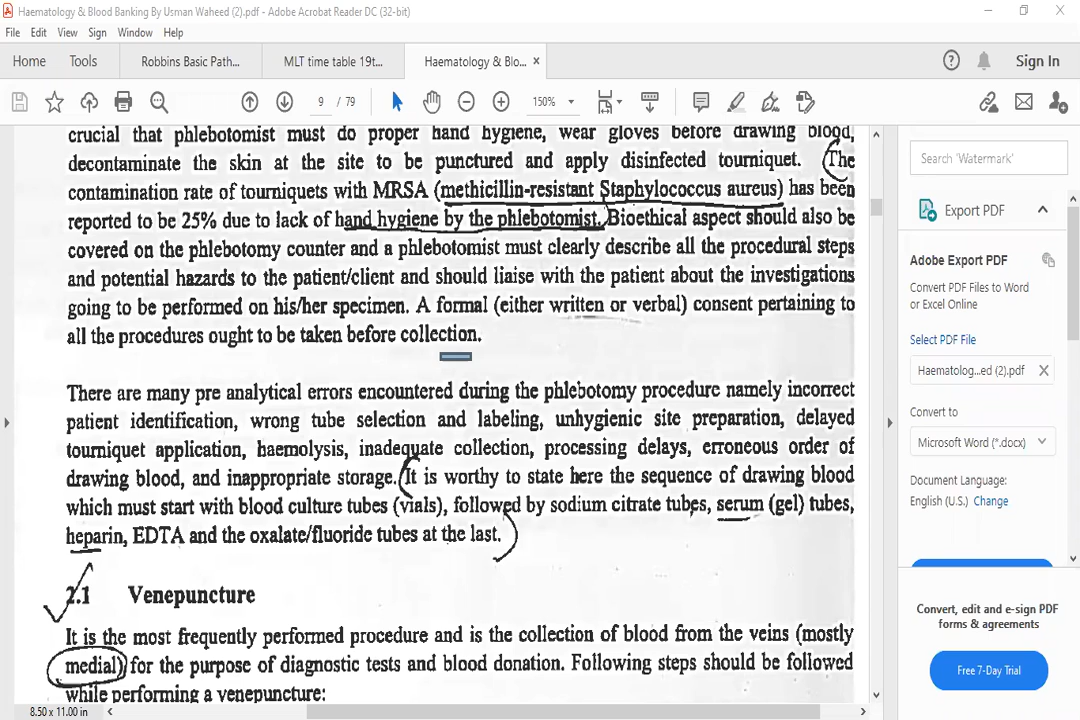 Haematology & Blood Banking By Usman Waheed (2).pdf - Adobe Acrobat Reader DC (32-bit)
File Edit View Sign Window Help
Home Tools Robbins Basic Path... MLT time table 19t... Haematology & Blo... × Sign In
9 / 79 150%
crucial that phlebotomist must do proper hand hygiene, wear gloves before drawing blood,
decontaminate the skin at the site to be punctured and apply disinfected tourniquet. (The
contamination rate of tourniquets with MRSA (methicillin-resistant Staphylococcus aureus) has been
reported to be 25% due to lack of hand hygiene by the phlebotomist. Bioethical aspect should also be
covered on the phlebotomy counter and a phlebotomist must clearly describe all the procedural steps
and potential hazards to the patient/client and should liaise with the patient about the investigations
going to be performed on his/her specimen. A formal (either written or verbal) consent pertaining to
all the procedures ought to be taken before collection.
There are many pre analytical errors encountered during the phlebotomy procedure namely incorrect
patient identification, wrong tube selection and labeling, unhygienic site preparation, delayed
tourniquet application, haemolysis, inadequate collection, processing delays, erroneous order of
drawing blood, and inappropriate storage. (It is worthy to state here the sequence of drawing blood
which must start with blood culture tubes (vials), followed by sodium citrate tubes, serum (gel) tubes,
heparin, EDTA and the oxalate/fluoride tubes at the last.)
2.1 Venepuncture
It is the most frequently performed procedure and is the collection of blood from the veins (mostly
medial) for the purpose of diagnostic tests and blood donation. Following steps should be followed
while performing a venepuncture:
8.50 x 11.00 in
Search 'Watermark'
Export PDF
Adobe Export PDF
Convert PDF Files to Word
or Excel Online
Select PDF File
Haematolog...ed (2).pdf
Convert to
Microsoft Word (*.docx)
Document Language:
English (U.S.) Change
Convert, edit and e-sign PDF
forms & agreements
Free 7-Day Trial